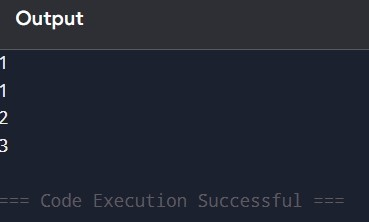 Output
1
1
2
3
=== Code Execution Successful ===